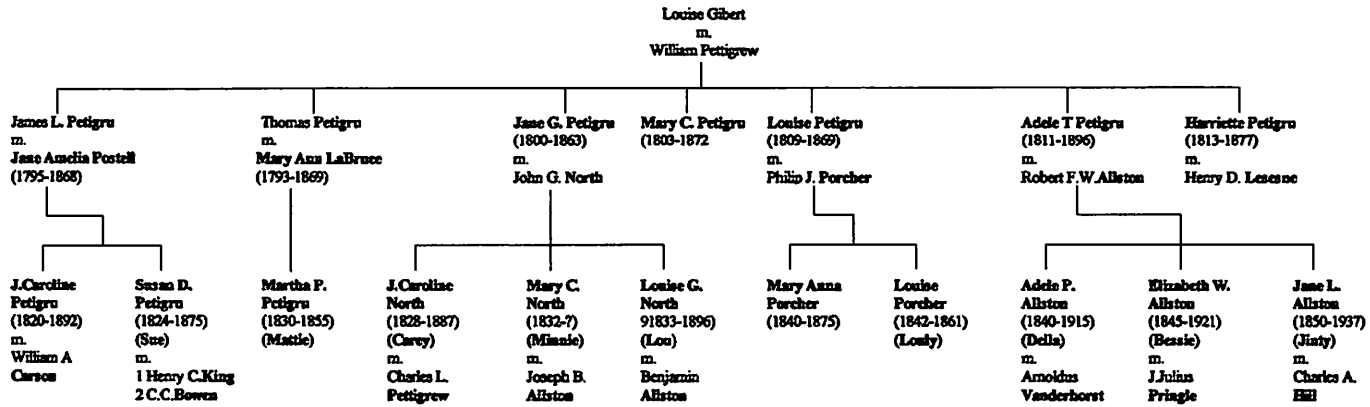 Louise Gibert
m.
William Pettigrew
James L. Petigru
m.
Jane Amelia Postell
(1795-1868)
Thomas Petigru
m.
Mary Ann LaBruce
(1793-1869)
Jane G. Petigru
(1800-1863)
m.
John G. North
Mary C. Petigru
(1803-1872
Louise Petigru
(1809-1869)
m.
Philip J. Porcher
Adele T Petigru
(1811-1896)
m.
Robert F.W.Allston
Harriette Petigru
(1813-1877)
m.
Henry D. Lesesne
J.Caroline
Petigru
(1820-1892)
m.
William A
Carson
Susan D.
Petigru
(1824-1875)
(Sue)
m.
1 Henry C.King
2 C.C.Bowen
Martha P.
Petigru
(1830-1855)
(Mattie)
J.Caroline
North
(1828-1887)
(Carey)
m.
Charles L.
Pettigrew
Mary C.
North
(1832-?)
(Minnie)
m.
Joseph B.
Allston
Louise G.
North
91833-1896)
(Lou)
m.
Benjamin
Allston
Mary Anna
Porcher
(1840-1875)
Louise
Porcher
(1842-1861)
(Louly)
Adele P.
Allston
(1840-1915)
(Della)
m.
Arnoldus
Vanderhorst
Elizabeth W.
Allston
(1845-1921)
(Bessie)
m.
J.Julius
Pringle
Jane L.
Allston
(1850-1937)
(Jinty)
m.
Charles A.
Hill